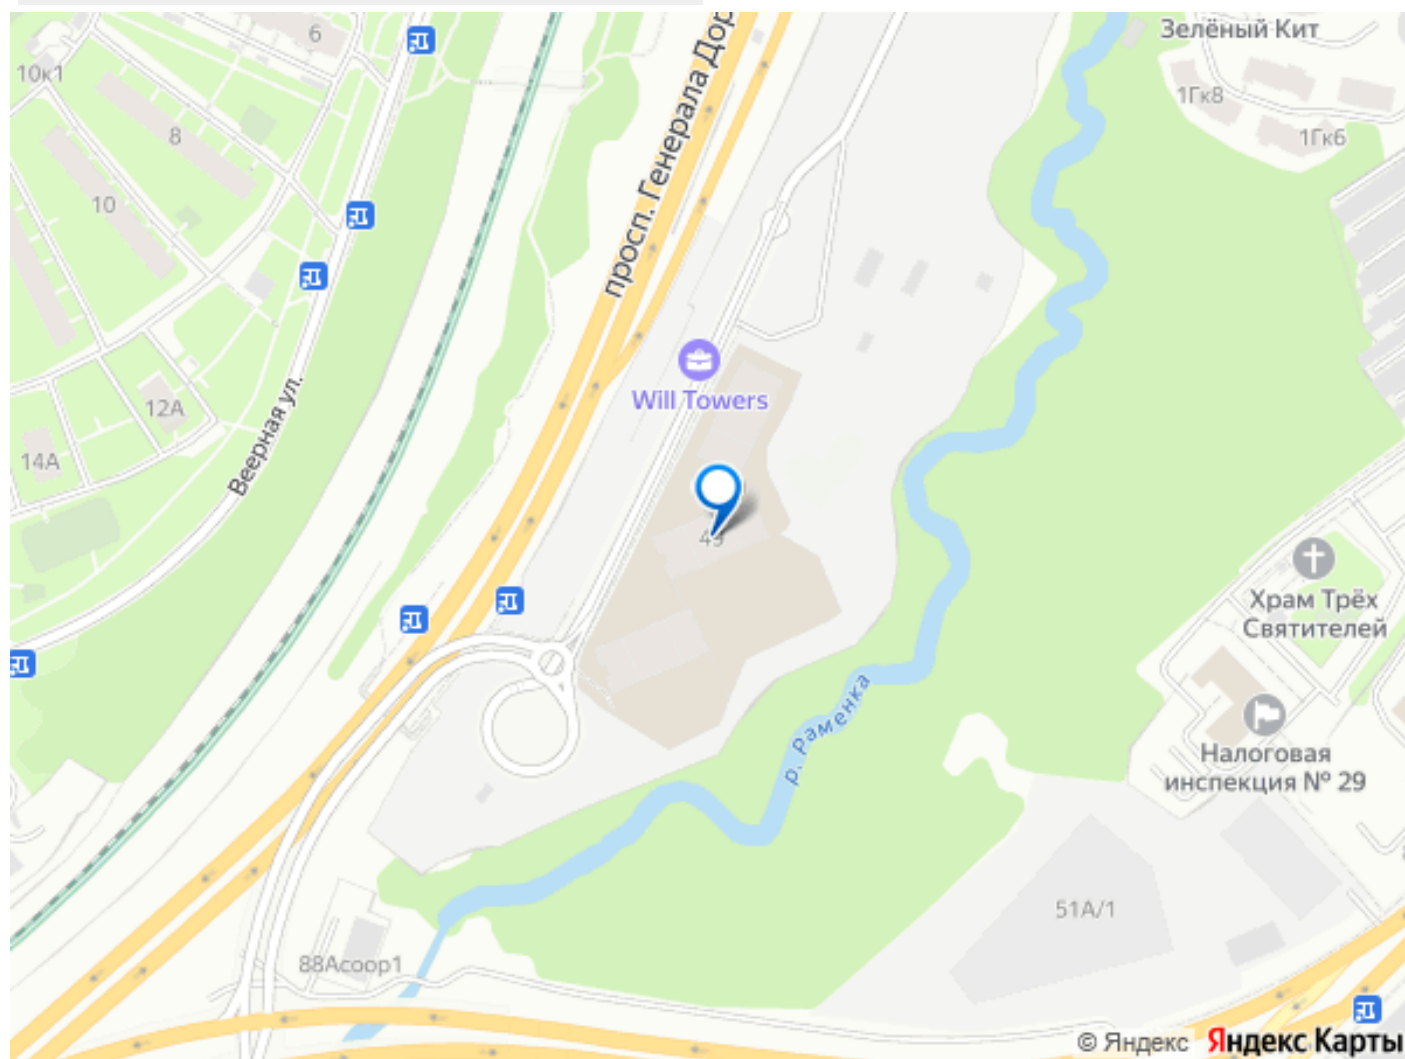 Зелёный Кит
6
10к1
1Гк8
8
1Гк6
просп. Генерала Дор
10
Will Towers
12А
Веерная ул.
14А
49
Храм Трёх
Святителей
р. раменка
Налоговая
инспекция № 29
51А/1
88Асоор1
© Яндекс Яндекс Карты